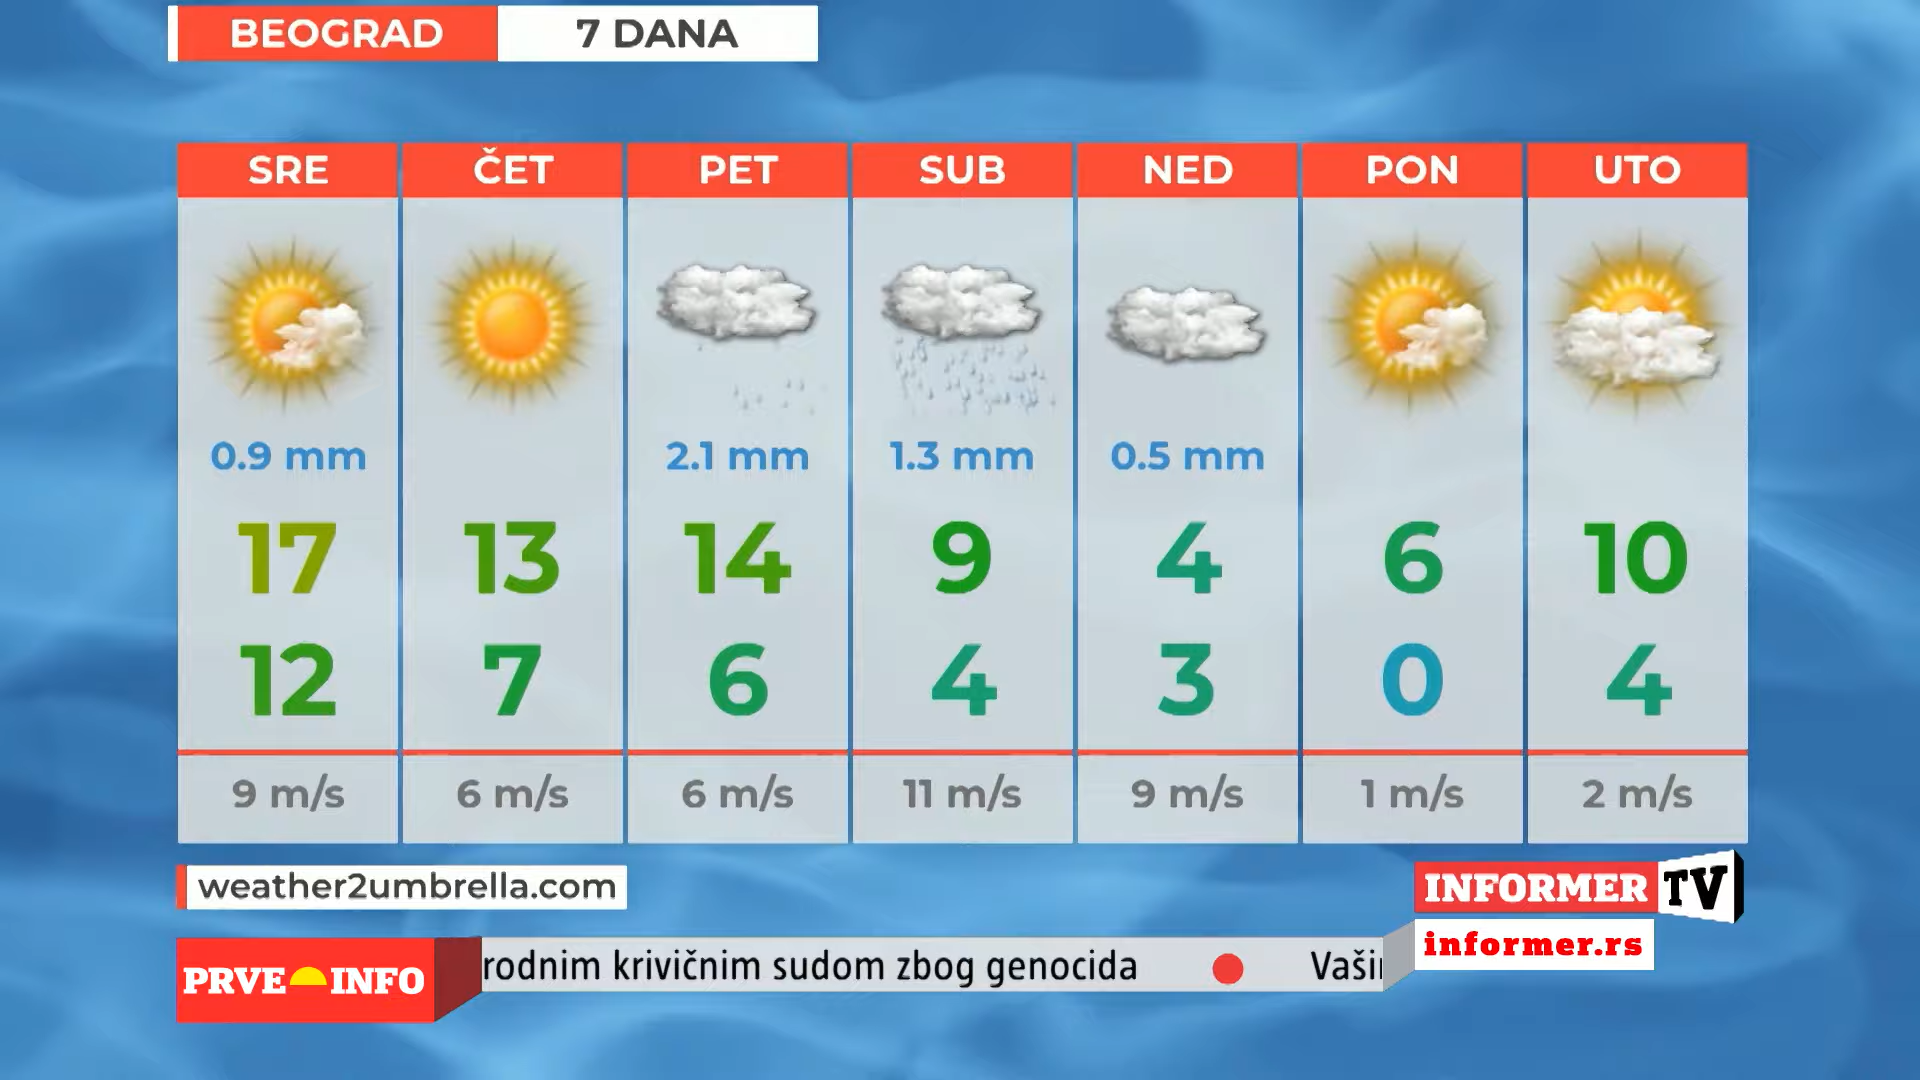 BEOGRAD 7 DANA
SRE ČET PET SUB NED PON UTO
0.9 mm 2.1 mm 1.3 mm 0.5 mm
17 13 14 9 4 6 10
12 7 6 4 3 0 4
9 m/s 6 m/s 6 m/s 11 m/s 9 m/s 1 m/s 2 m/s
weather2umbrella.com
INFORMER TV
informer.rs
PRVE INFO
rodnim krivičnim sudom zbog genocida